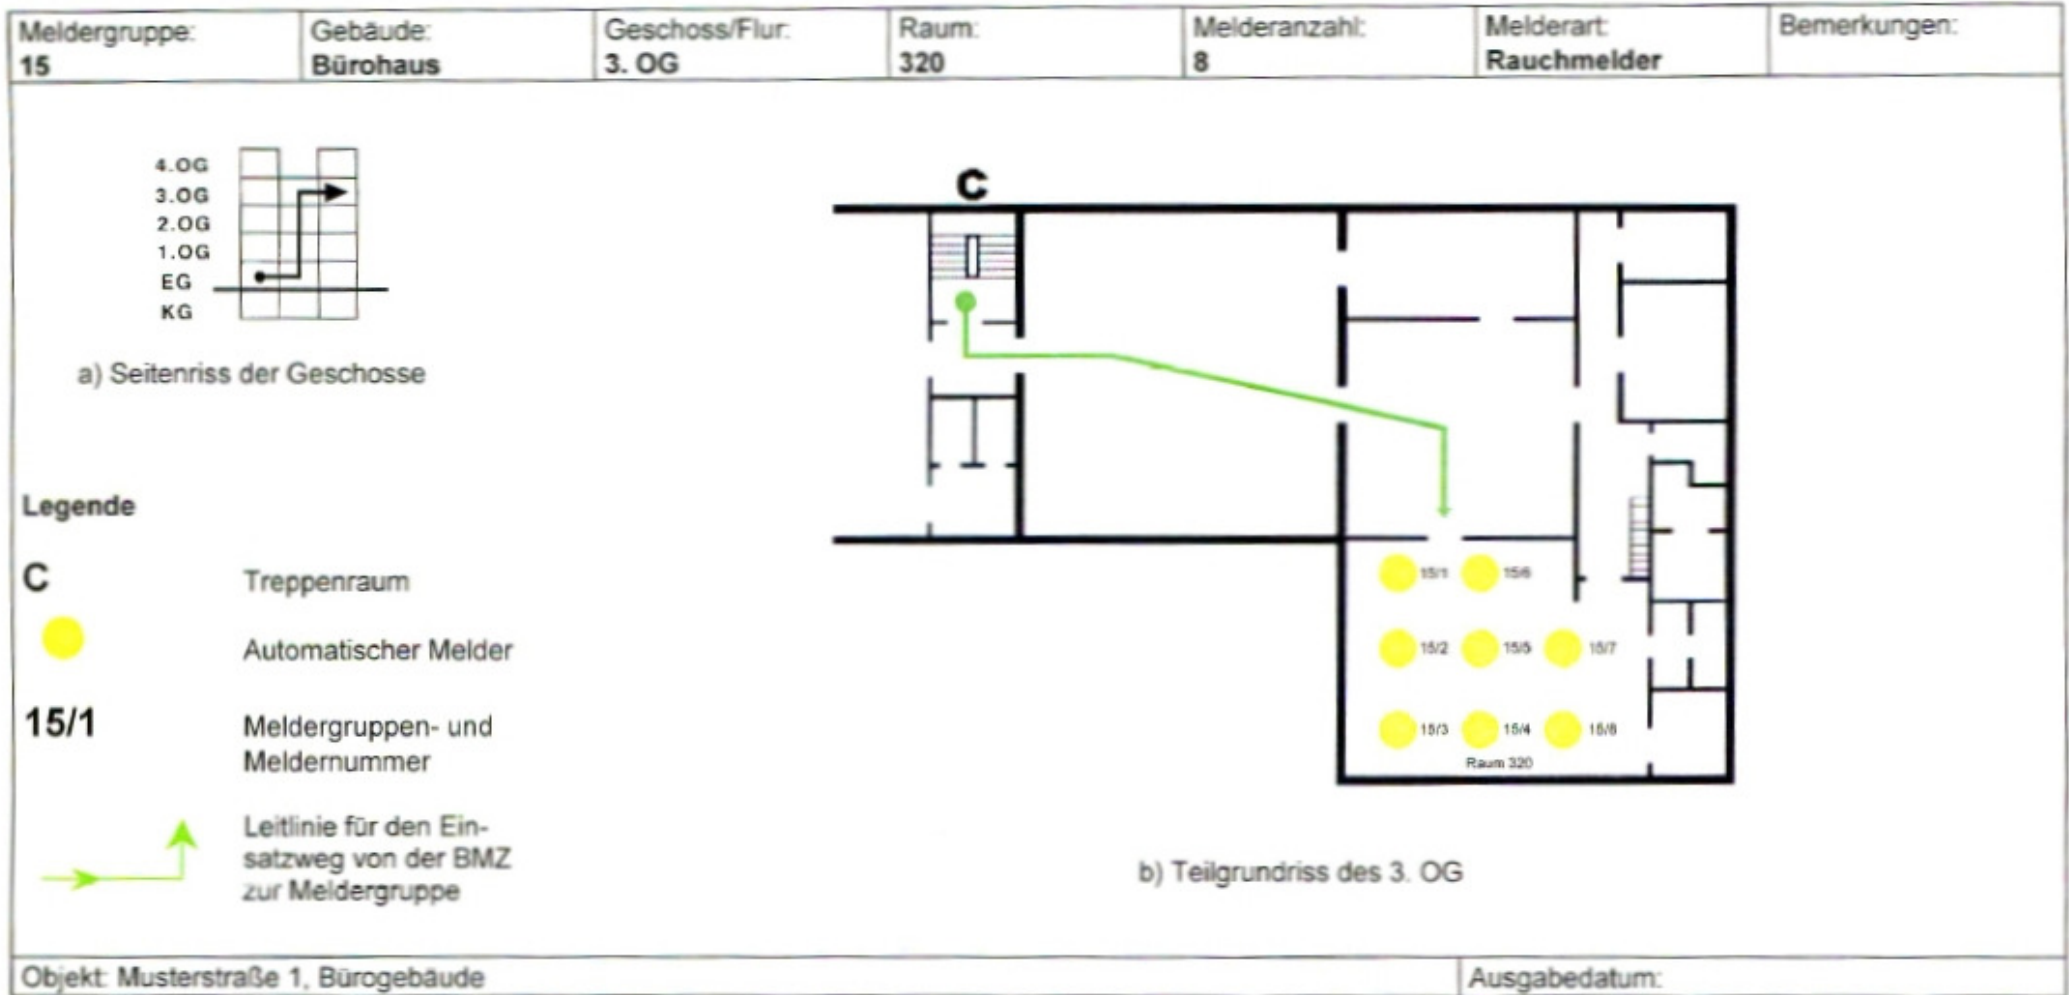 Meldergruppe:
15
Gebäude:
Bürohaus
Geschoss/Flur:
3. OG
Raum:
320
Melderanzahl:
8
Melderart:
Rauchmelder
Bemerkungen:
4.OG
3.OG
2.OG
1.OG
EG
KG
a) Seitenriss der Geschosse
Legende
C Treppenraum
Automatischer Melder
15/1 Meldergruppen- und
Meldernummer
Leitlinie für den Ein-
satzweg von der BMZ
zur Meldergruppe
C
15/1 15/6
15/2 15/5 15/7
15/3 15/4 15/8
Raum 320
b) Teilgrundriss des 3. OG
Objekt: Musterstraße 1, Bürogebäude
Ausgabedatum: